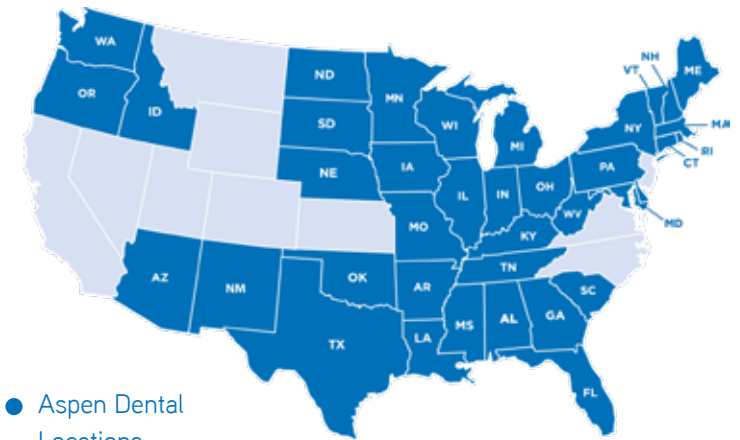 WA
OR
ID
ND
SD
NE
MN
IA
MO
WI
IL
MI
IN
OH
KY
WV
PA
NY
VT
NH
ME
MA
RI
CT
MD
AZ
NM
OK
TX
AR
LA
TN
MS
AL
GA
SC
FL
Aspen Dental
Locations